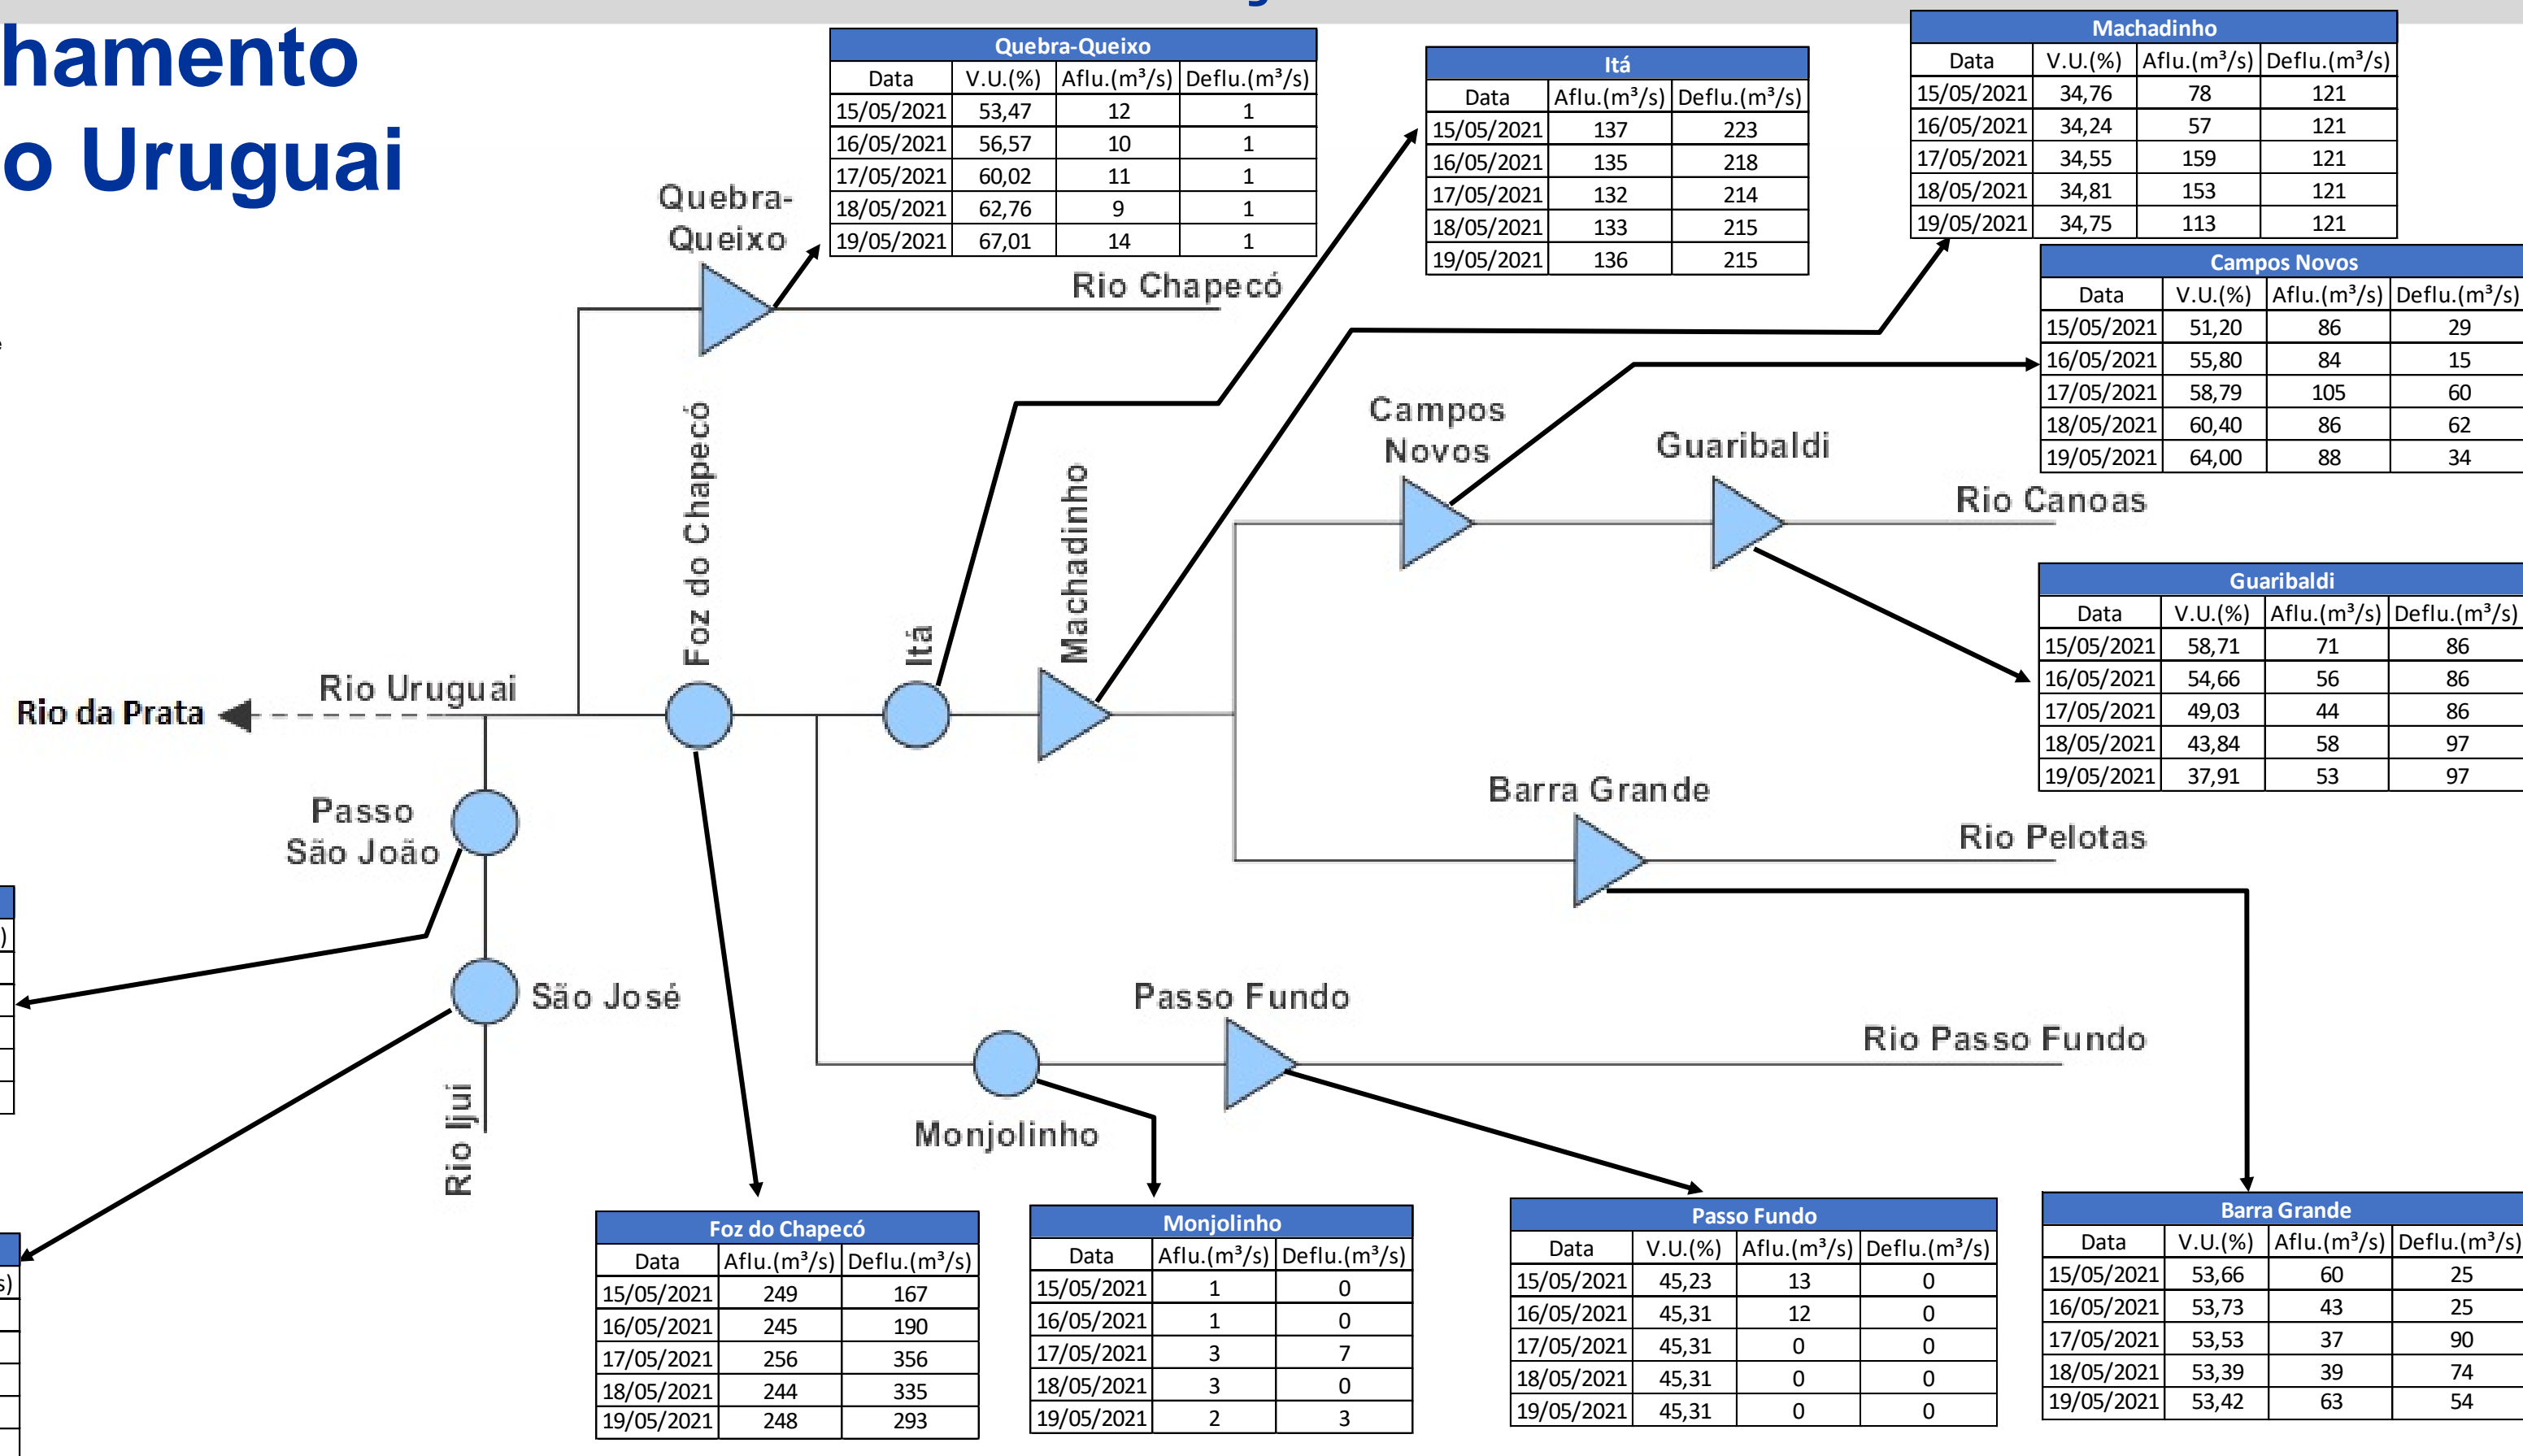 hamento
o Uruguai
Quebra-Queixo
Data V.U.(%) Aflu.(m³/s) Deflu.(m³/s)
15/05/2021 53,47 12 1
16/05/2021 56,57 10 1
17/05/2021 60,02 11 1
18/05/2021 62,76 9 1
19/05/2021 67,01 14 1
Itá
Data Aflu.(m³/s) Deflu.(m³/s)
15/05/2021 137 223
16/05/2021 135 218
17/05/2021 132 214
18/05/2021 133 215
19/05/2021 136 215
Machadinho
Data V.U.(%) Aflu.(m³/s) Deflu.(m³/s)
15/05/2021 34,76 78 121
16/05/2021 34,24 57 121
17/05/2021 34,55 159 121
18/05/2021 34,81 153 121
19/05/2021 34,75 113 121
Campos Novos
Data V.U.(%) Aflu.(m³/s) Deflu.(m³/s)
15/05/2021 51,20 86 29
16/05/2021 55,80 84 15
17/05/2021 58,79 105 60
18/05/2021 60,40 86 62
19/05/2021 64,00 88 34
Quebra-
Queixo
Rio Chapecó
Foz do Chapecó
Itá
Machadinho
Campos
Novos
Guaribaldi
Rio Canoas
Guaribaldi
Data V.U.(%) Aflu.(m³/s) Deflu.(m³/s)
15/05/2021 58,71 71 86
16/05/2021 54,66 56 86
17/05/2021 49,03 44 86
18/05/2021 43,84 58 97
19/05/2021 37,91 53 97
Rio da Prata
Rio Uruguai
Passo
São João
Barra Grande
Rio Pelotas
São José
Rio Ijui
Passo Fundo
Rio Passo Fundo
Monjolinho
Foz do Chapecó
Data Aflu.(m³/s) Deflu.(m³/s)
15/05/2021 249 167
16/05/2021 245 190
17/05/2021 256 356
18/05/2021 244 335
19/05/2021 248 293
Monjolinho
Data Aflu.(m³/s) Deflu.(m³/s)
15/05/2021 1 0
16/05/2021 1 0
17/05/2021 3 7
18/05/2021 3 0
19/05/2021 2 3
Passo Fundo
Data V.U.(%) Aflu.(m³/s) Deflu.(m³/s)
15/05/2021 45,23 13 0
16/05/2021 45,31 12 0
17/05/2021 45,31 0 0
18/05/2021 45,31 0 0
19/05/2021 45,31 0 0
Barra Grande
Data V.U.(%) Aflu.(m³/s) Deflu.(m³/s)
15/05/2021 53,66 60 25
16/05/2021 53,73 43 25
17/05/2021 53,53 37 90
18/05/2021 53,39 39 74
19/05/2021 53,42 63 54